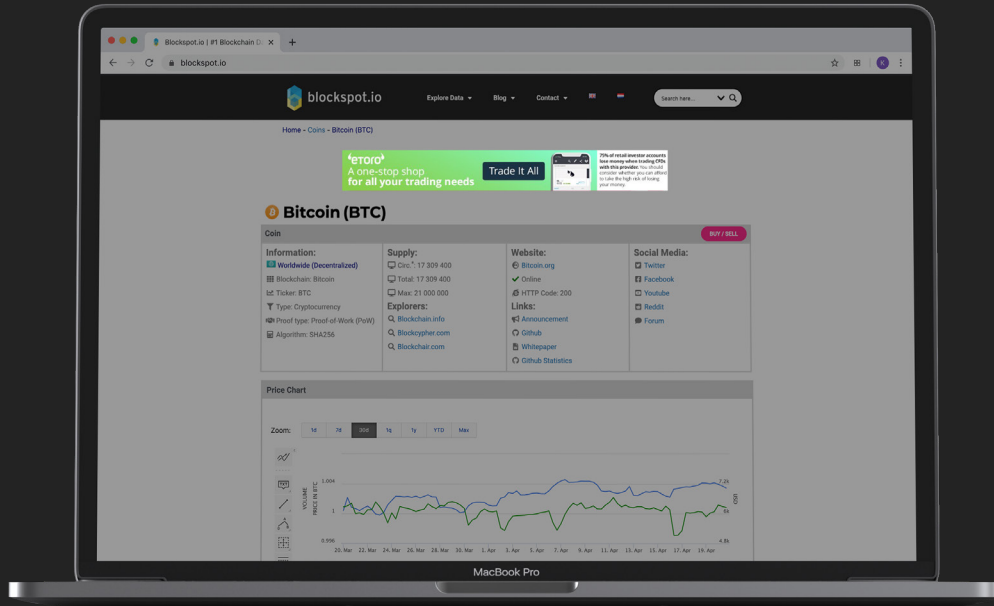 Blockspot.io | #1 Blockchain Da
blockspot.io
K
blockspot.io
Explore Data
Blog
Contact
Search here...
Home - Coins - Bitcoin (BTC)
eToro
A one-stop shop
for all your trading needs
Trade It All
75% of retail investor accounts
lose money when trading CFDs
with this provider. You should
consider whether you can afford
to take the high risk of losing
your money.
Bitcoin (BTC)
Coin
BUY / SELL
Information:
Worldwide (Decentralized)
Blockchain: Bitcoin
Ticker: BTC
Type: Cryptocurrency
Proof type: Proof-of-Work (PoW)
Algorithm: SHA256
Supply:
Circ.*: 17 309 400
Total: 17 309 400
Max: 21 000 000
Explorers:
Blockchain.info
Blockcypher.com
Blockchair.com
Website:
Bitcoin.org
Online
HTTP Code: 200
Links:
Announcement
Github
Whitepaper
Github Statistics
Social Media:
Twitter
Facebook
Youtube
Reddit
Forum
Price Chart
Zoom:
1d 7d 30d 1q 1y YTD Max
VOLUME
PRICE IN BTC
1.004
1
0.996
7.2k
6k
4.8k
USD
20. Mar 22. Mar 24. Mar 26. Mar 28. Mar 30. Mar 1. Apr 3. Apr 5. Apr 7. Apr 9. Apr 11. Apr 13. Apr 15. Apr 17. Apr 19. Apr
MacBook Pro